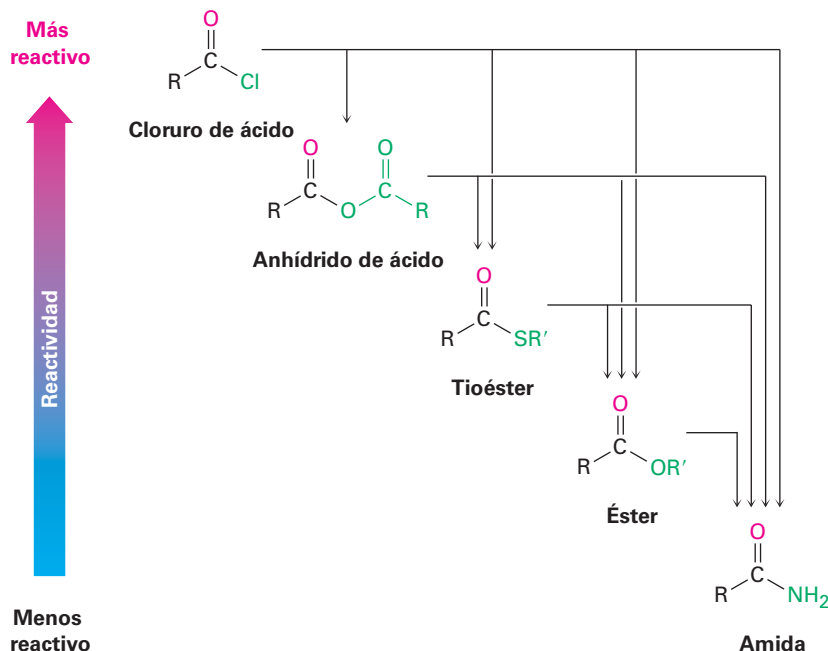 Más
reactivo
O
C
R
Cl
Cloruro de ácido
O
O
C
C
R
O
R
Anhídrido de ácido
Reactividad
O
C
R
SR′
Tioéster
O
C
R
OR′
Éster
O
C
R
NH₂
Amida
Menos
reactivo